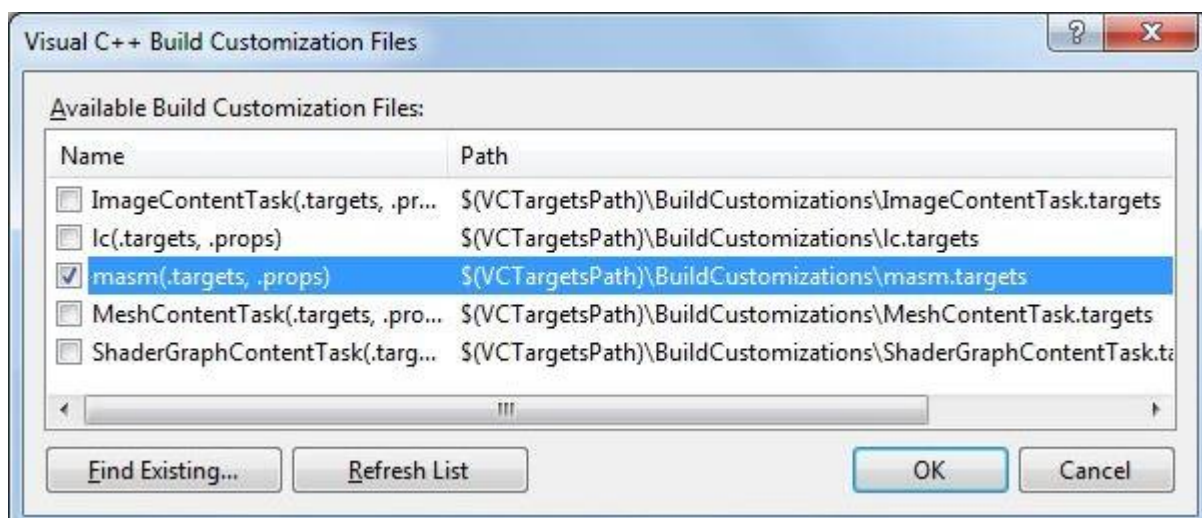 Visual C++ Build Customization Files
Available Build Customization Files:
Name Path
ImageContentTask(.targets, .pr... $(VCTargetsPath)\BuildCustomizations\ImageContentTask.targets
lc(.targets, .props) $(VCTargetsPath)\BuildCustomizations\lc.targets
masm(.targets, .props) $(VCTargetsPath)\BuildCustomizations\masm.targets
MeshContentTask(.targets, .pro... $(VCTargetsPath)\BuildCustomizations\MeshContentTask.targets
ShaderGraphContentTask(.targ... $(VCTargetsPath)\BuildCustomizations\ShaderGraphContentTask.ta
Find Existing... Refresh List OK Cancel